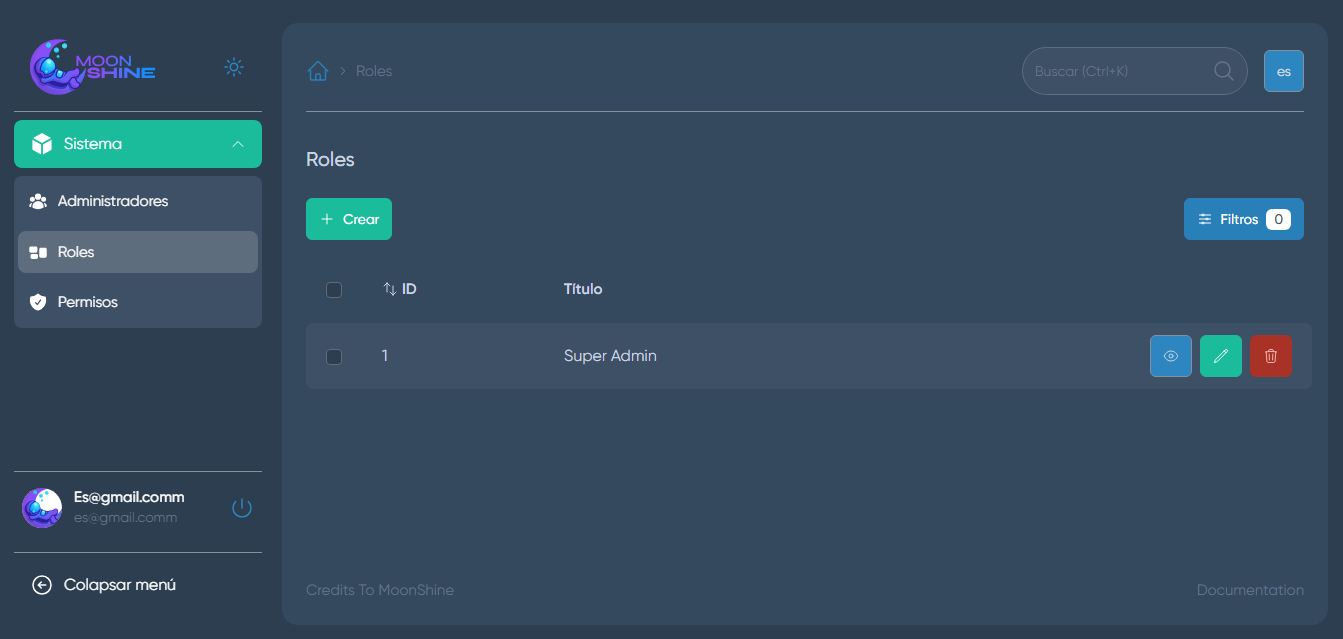 MOON
SHINE
Sistema
Administradores
Roles
Permisos
Es@gmail.comm
es@gmail.comm
Colapsar menú
Roles
Buscar (Ctrl+K)
es
Roles
Crear
Filtros 0
ID Título
1 Super Admin
Credits To MoonShine
Documentation